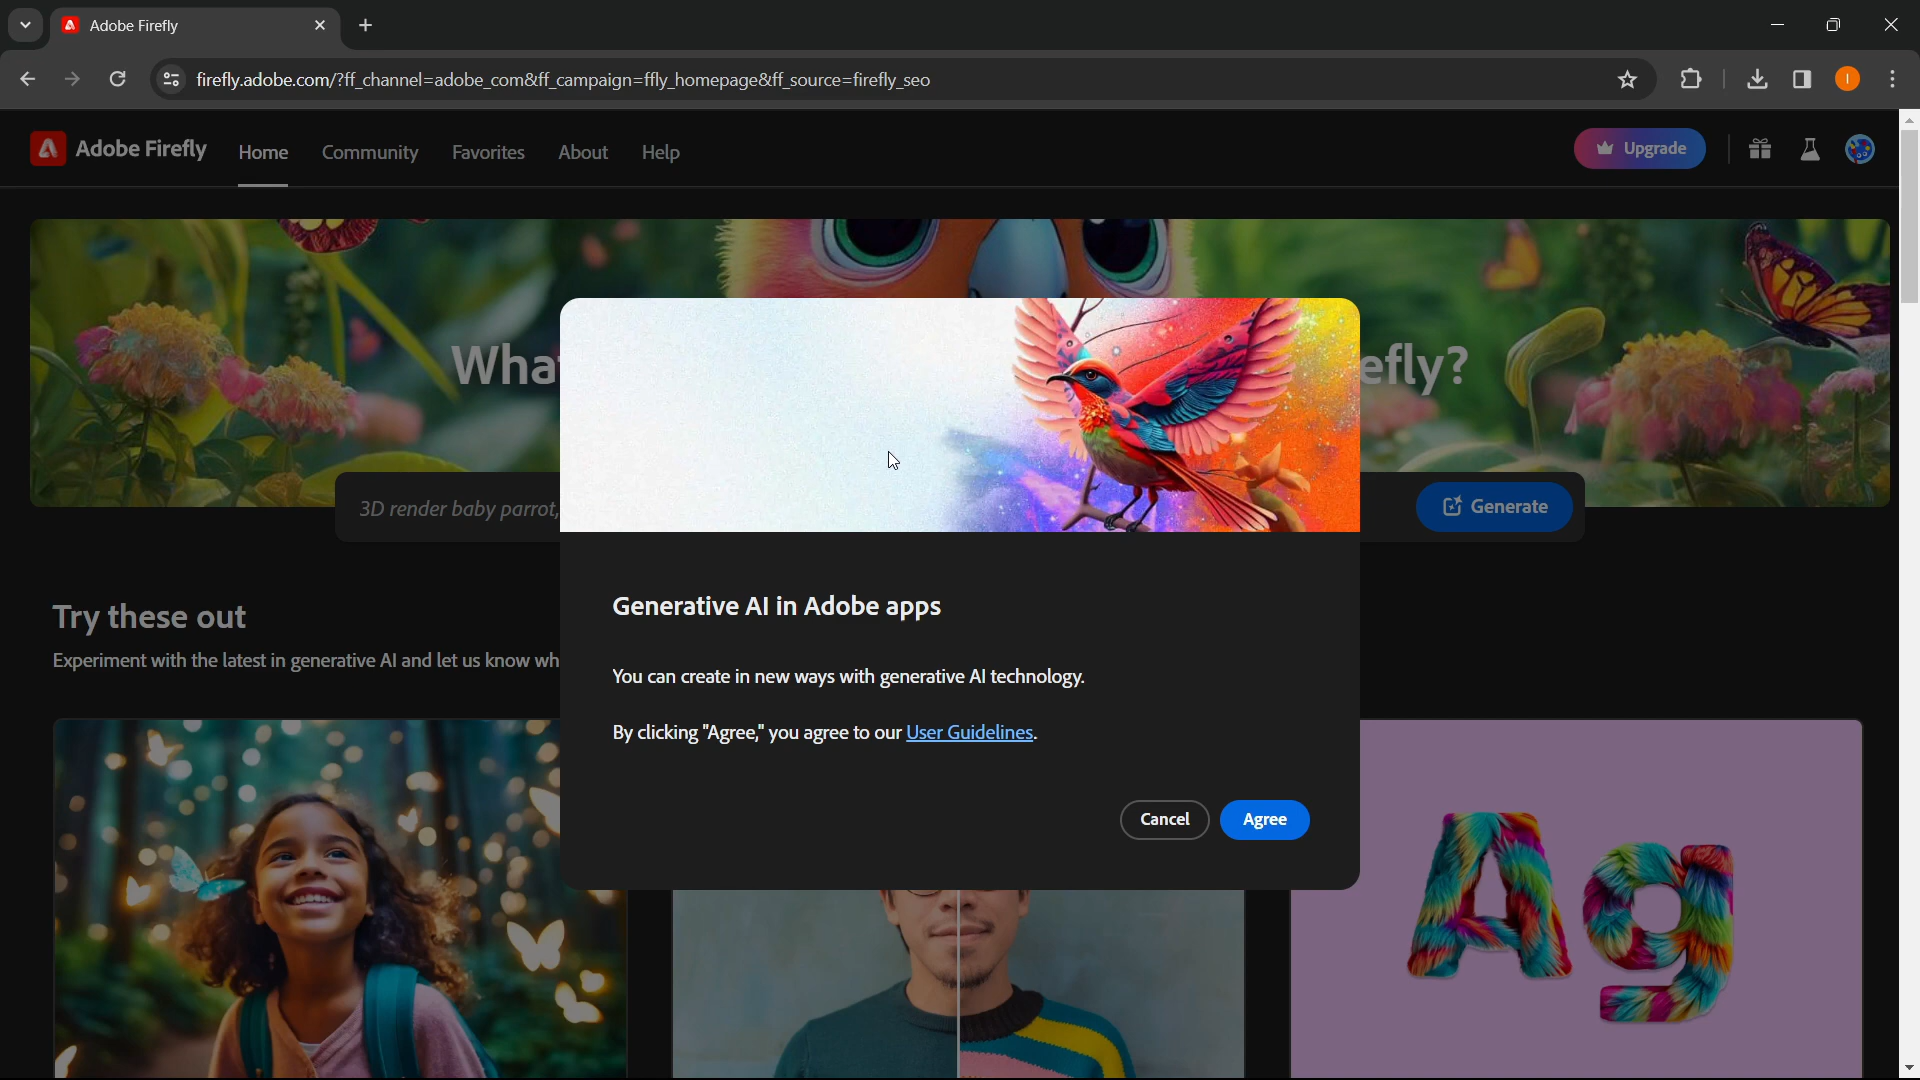 Adobe Firefly
firefly.adobe.com/?ff_channel=adobe_com&ff_campaign=ffly_homepage&ff_source=firefly_seo
I
Adobe Firefly
Home
Community
Favorites
About
Help
Upgrade
Wha
efly?
3D render baby parrot,
Generate
Generative AI in Adobe apps
Try these out
Experiment with the latest in generative AI and let us know wh
You can create in new ways with generative AI technology.
By clicking "Agree," you agree to our User Guidelines.
Cancel
Agree
Ag